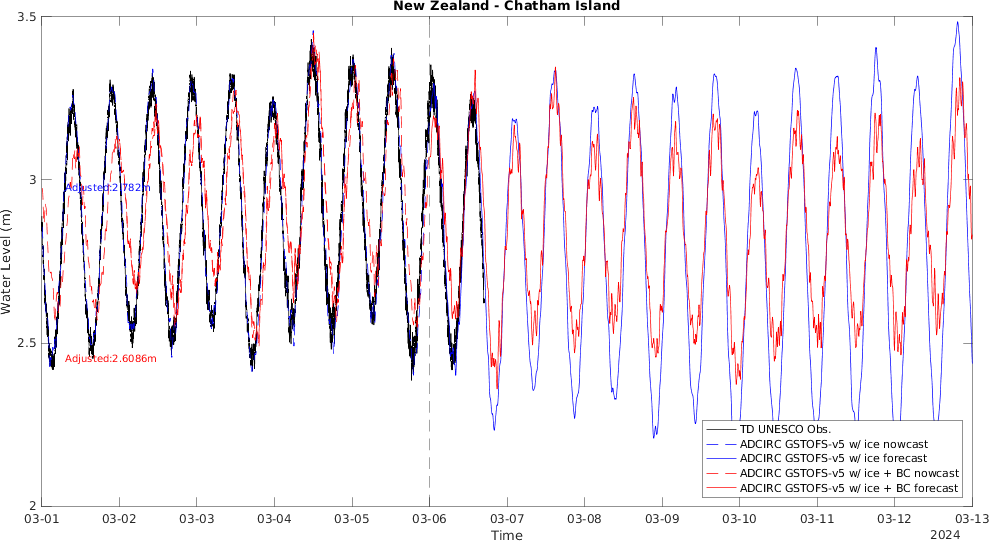 New Zealand - Chatham Island
3.5
3
2.5
2
Water Level (m)
Adjusted:2.782m
Adjusted:2.6086m
TD UNESCO Obs.
ADCIRC GSTOFS-v5 w/ ice nowcast
ADCIRC GSTOFS-v5 w/ ice forecast
ADCIRC GSTOFS-v5 w/ ice + BC nowcast
ADCIRC GSTOFS-v5 w/ ice + BC forecast
03-01 03-02 03-03 03-04 03-05 03-06 03-07 03-08 03-09 03-10 03-11 03-12 03-13
Time
2024